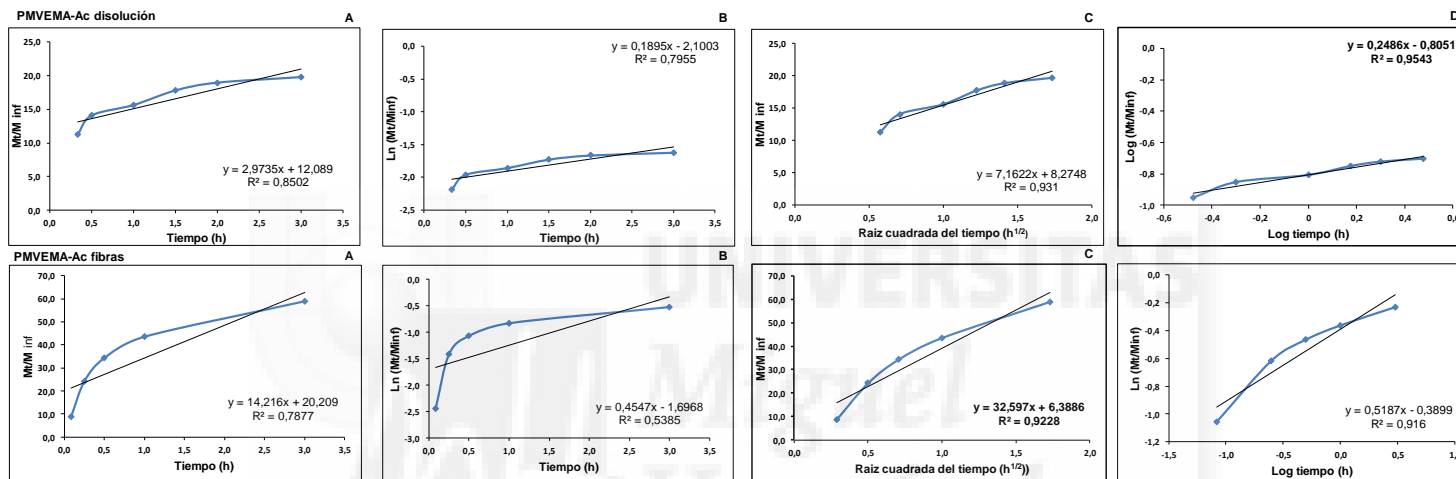 PMVEMA-Ac disolución
A
25,0
20,0
15,0
10,0
5,0
0,0
Mt/M inf
y = 2,9735x + 12,089
R² = 0,8502
0,0 0,5 1,0 1,5 2,0 2,5 3,0 3,5
Tiempo (h)
B
0,0
-0,5
-1,0
-1,5
-2,0
-2,5
Ln (Mt/Minf)
y = 0,1895x - 2,1003
R² = 0,7955
0,0 0,5 1,0 1,5 2,0 2,5 3,0 3,5
Tiempo (h)
C
25,0
20,0
15,0
10,0
5,0
0,0
Mt/M inf
y = 7,1622x + 8,2748
R² = 0,931
0,0 0,5 1,0 1,5 2,0
Raiz cuadrada del tiempo (h1/2)
D
0,0
-0,2
-0,4
-0,6
-0,8
-1,0
Log (Mt/Minf)
y = 0,2486x - 0,8051
R² = 0,9543
-0,6 -0,4 -0,2 0 0,2 0,4 0,6
Log tiempo (h)
PMVEMA-Ac fibras
A
70,0
60,0
50,0
40,0
30,0
20,0
10,0
0,0
Mt/M inf
y = 14,216x + 20,209
R² = 0,7877
0,0 0,5 1,0 1,5 2,0 2,5 3,0 3,5
Tiempo (h)
B
0,0
-0,5
-1,0
-1,5
-2,0
-2,5
-3,0
Ln (Mt/Minf)
y = 0,4547x - 1,6968
R² = 0,5385
0,0 0,5 1,0 1,5 2,0 2,5 3,0 3,5
Tiempo (h)
C
70,0
60,0
50,0
40,0
30,0
20,0
10,0
0,0
Mt/M inf
y = 32,597x + 6,3886
R² = 0,9228
0,0 0,5 1,0 1,5 2,0
Raiz cuadrada del tiempo (h1/2))
0,0
-0,2
-0,4
-0,6
-0,8
-1,0
-1,2
Ln (Mt/Minf)
y = 0,5187x - 0,3899
R² = 0,916
-1,5 -1,0 -0,5 0,0 0,5
Log tiempo (h)
UNIVERSITAS
Miguel